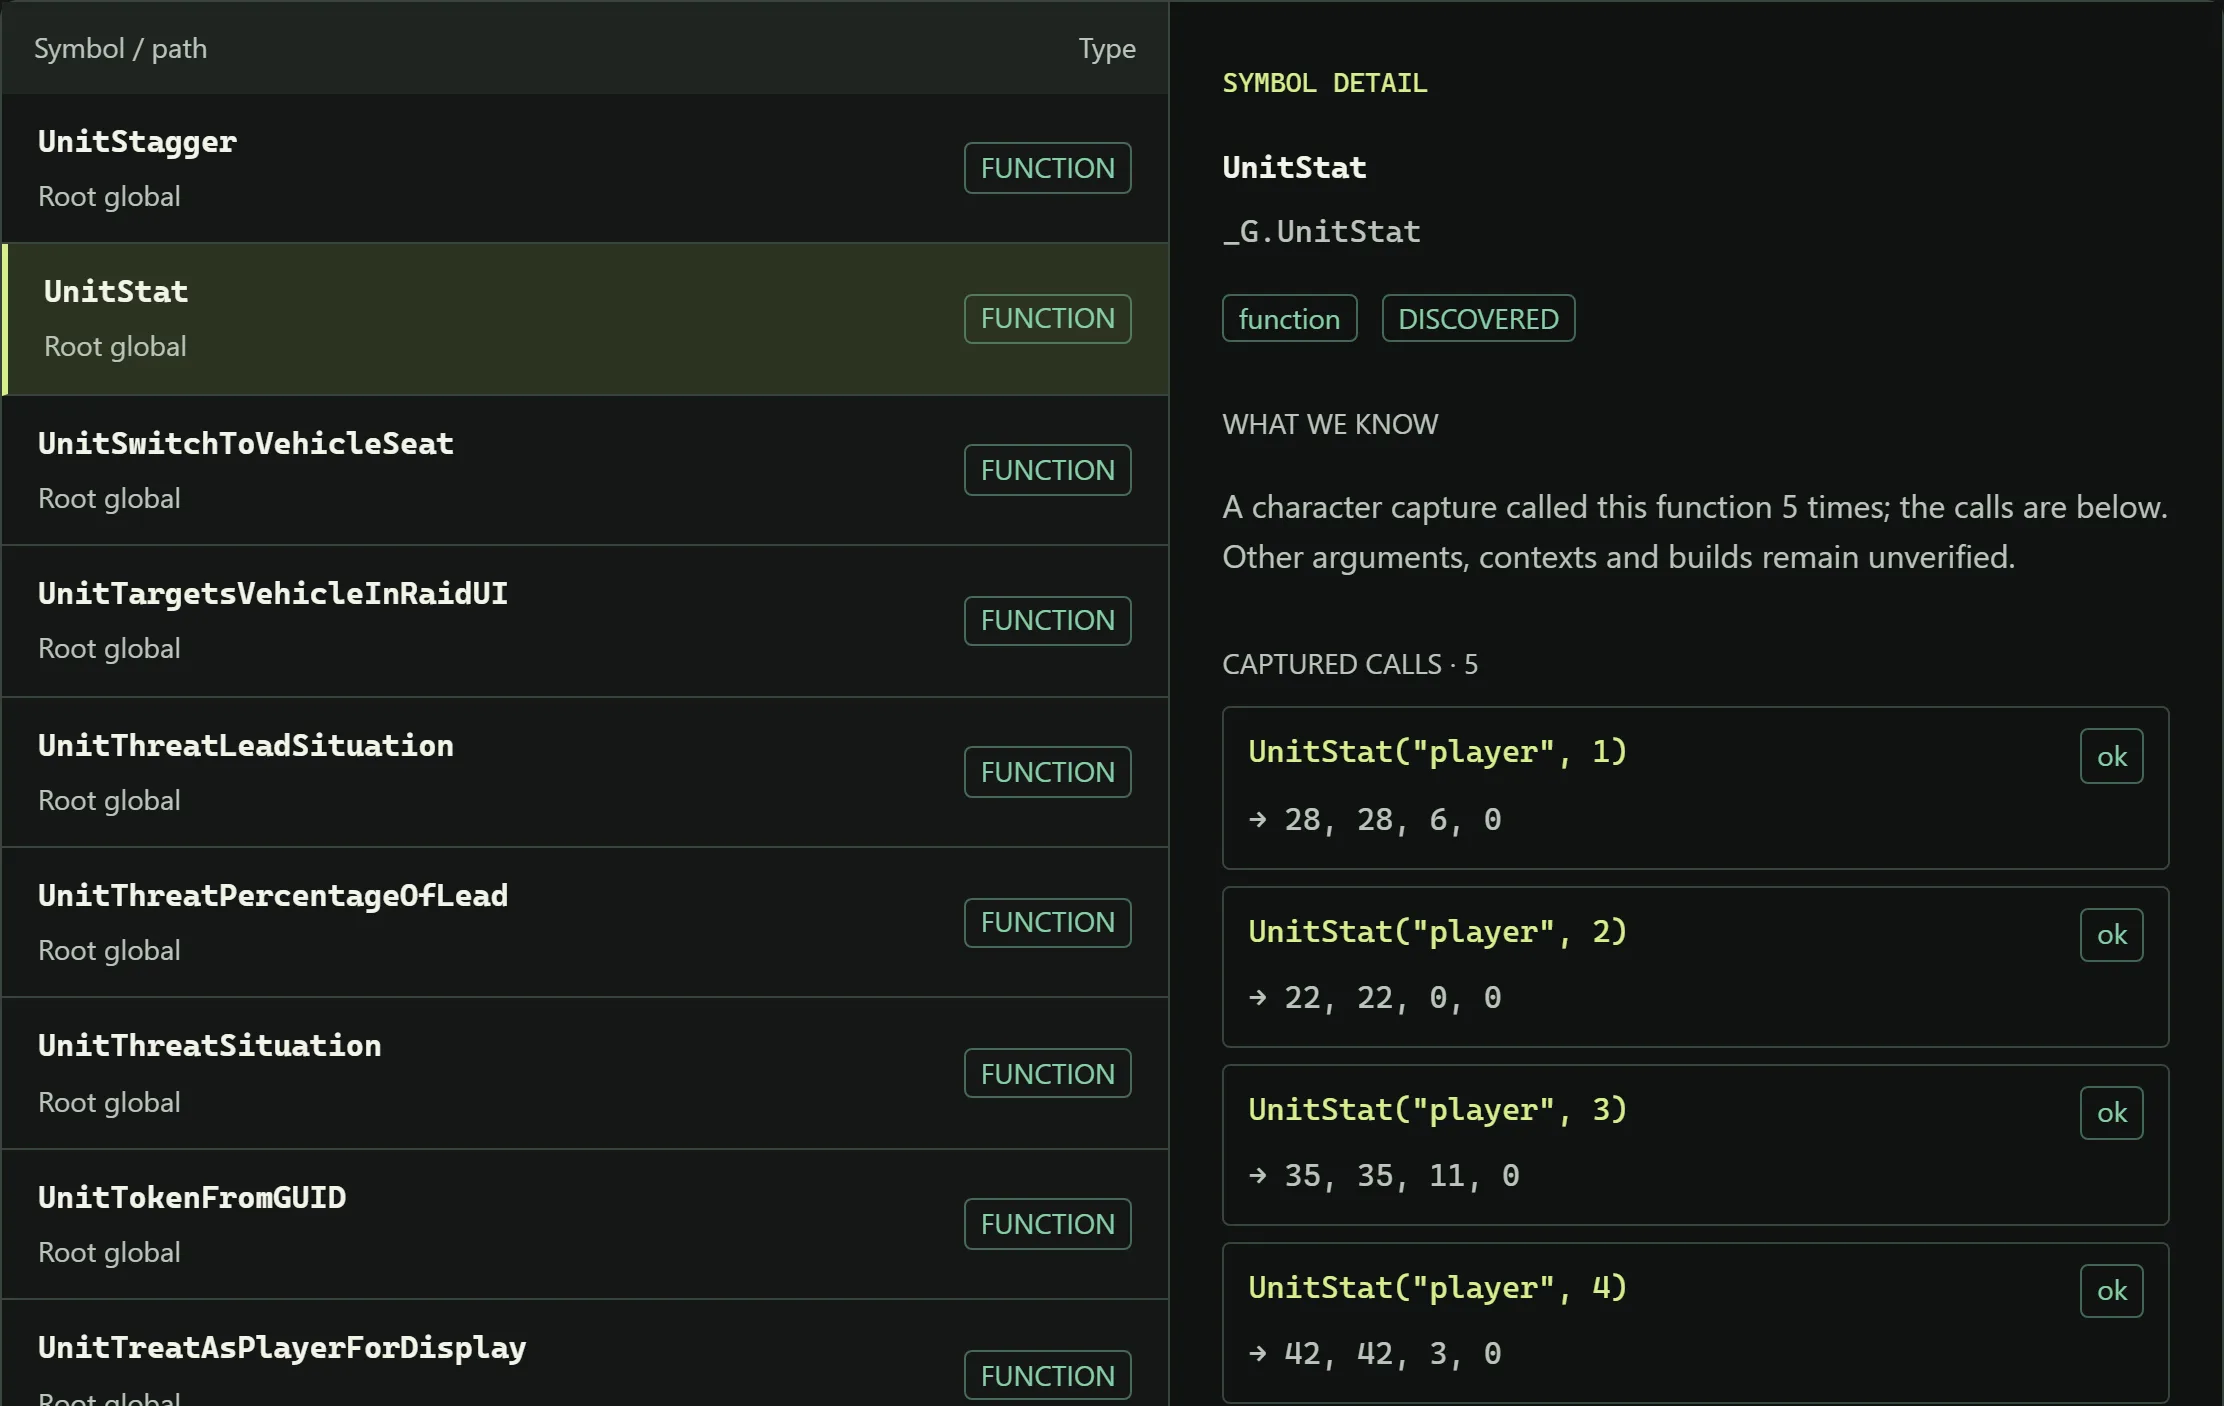 Symbol / path
Type
UnitStagger
Root global
FUNCTION
UnitStat
Root global
FUNCTION
UnitSwitchToVehicleSeat
Root global
FUNCTION
UnitTargetsVehicleInRaidUI
Root global
FUNCTION
UnitThreatLeadSituation
Root global
FUNCTION
UnitThreatPercentageOfLead
Root global
FUNCTION
UnitThreatSituation
Root global
FUNCTION
UnitTokenFromGUID
Root global
FUNCTION
UnitTreatAsPlayerForDisplay
Root global
FUNCTION
SYMBOL DETAIL
UnitStat
_G.UnitStat
function
DISCOVERED
WHAT WE KNOW
A character capture called this function 5 times; the calls are below.
Other arguments, contexts and builds remain unverified.
CAPTURED CALLS · 5
UnitStat("player", 1)
ok
→ 28, 28, 6, 0
UnitStat("player", 2)
ok
→ 22, 22, 0, 0
UnitStat("player", 3)
ok
→ 35, 35, 11, 0
UnitStat("player", 4)
ok
→ 42, 42, 3, 0